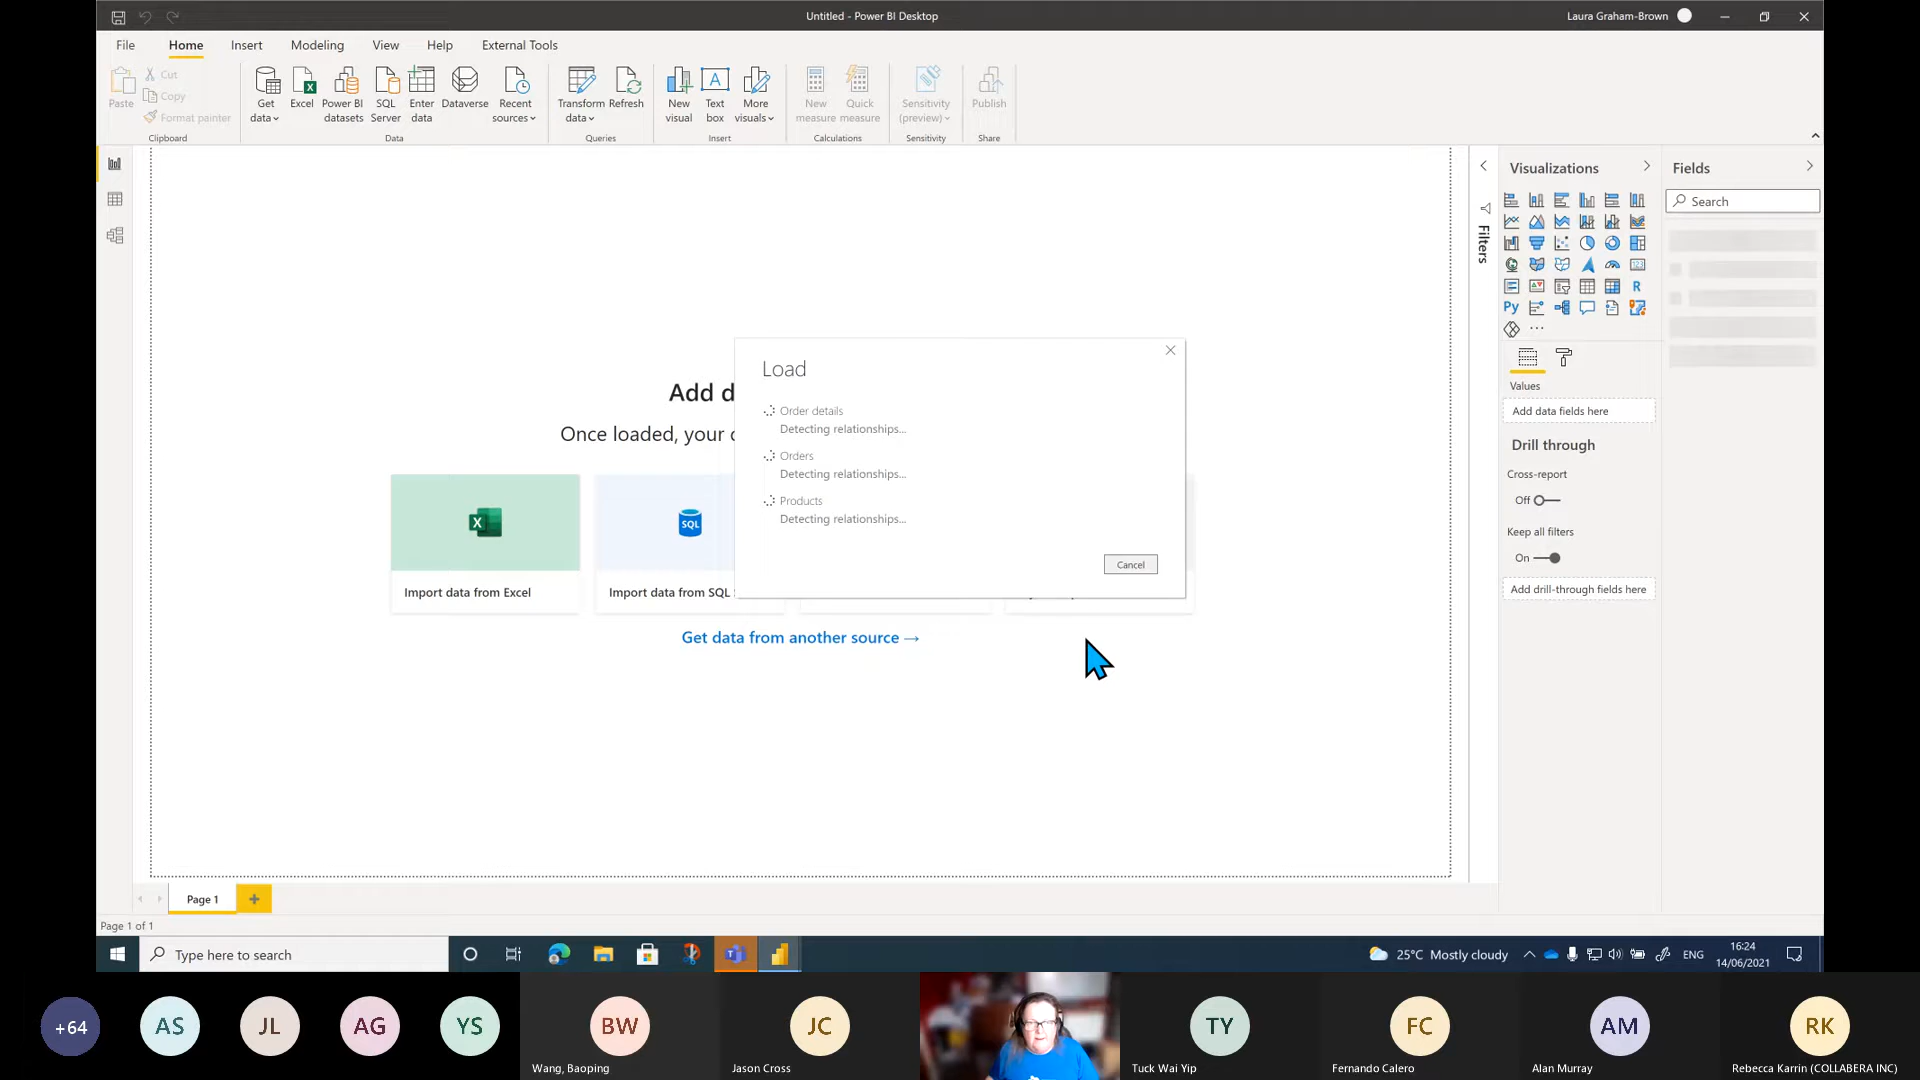 Untitled - Power BI Desktop
Laura Graham-Brown
File
Home
Insert
Modeling
View
Help
External Tools
Paste
Cut
Copy
Format painter
Clipboard
Get data
Excel
Power BI datasets
SQL Server
Enter data
Dataverse
Recent sources
Data
Transform data
Refresh
Queries
New visual
Text box
More visuals
Insert
New measure
Quick measure
Calculations
Sensitivity (preview)
Sensitivity
Publish
Share
Visualizations
Fields
Search
Filters
R
Py
Values
Add data fields here
Drill through
Cross-report
Off
Keep all filters
On
Add drill-through fields here
Add d
Once loaded, your
Load
Order details
Detecting relationships...
Orders
Detecting relationships...
Products
Detecting relationships...
Cancel
SQL
Import data from Excel
Import data from SQL
Get data from another source →
Page 1
Page 1 of 1
Type here to search
25°C Mostly cloudy
ENG
16:24
14/06/2021
+64
AS
JL
AG
YS
BW
Wang, Baoping
JC
Jason Cross
TY
Tuck Wai Yip
FC
Fernando Calero
AM
Alan Murray
RK
Rebecca Karrin (COLLABERA INC)